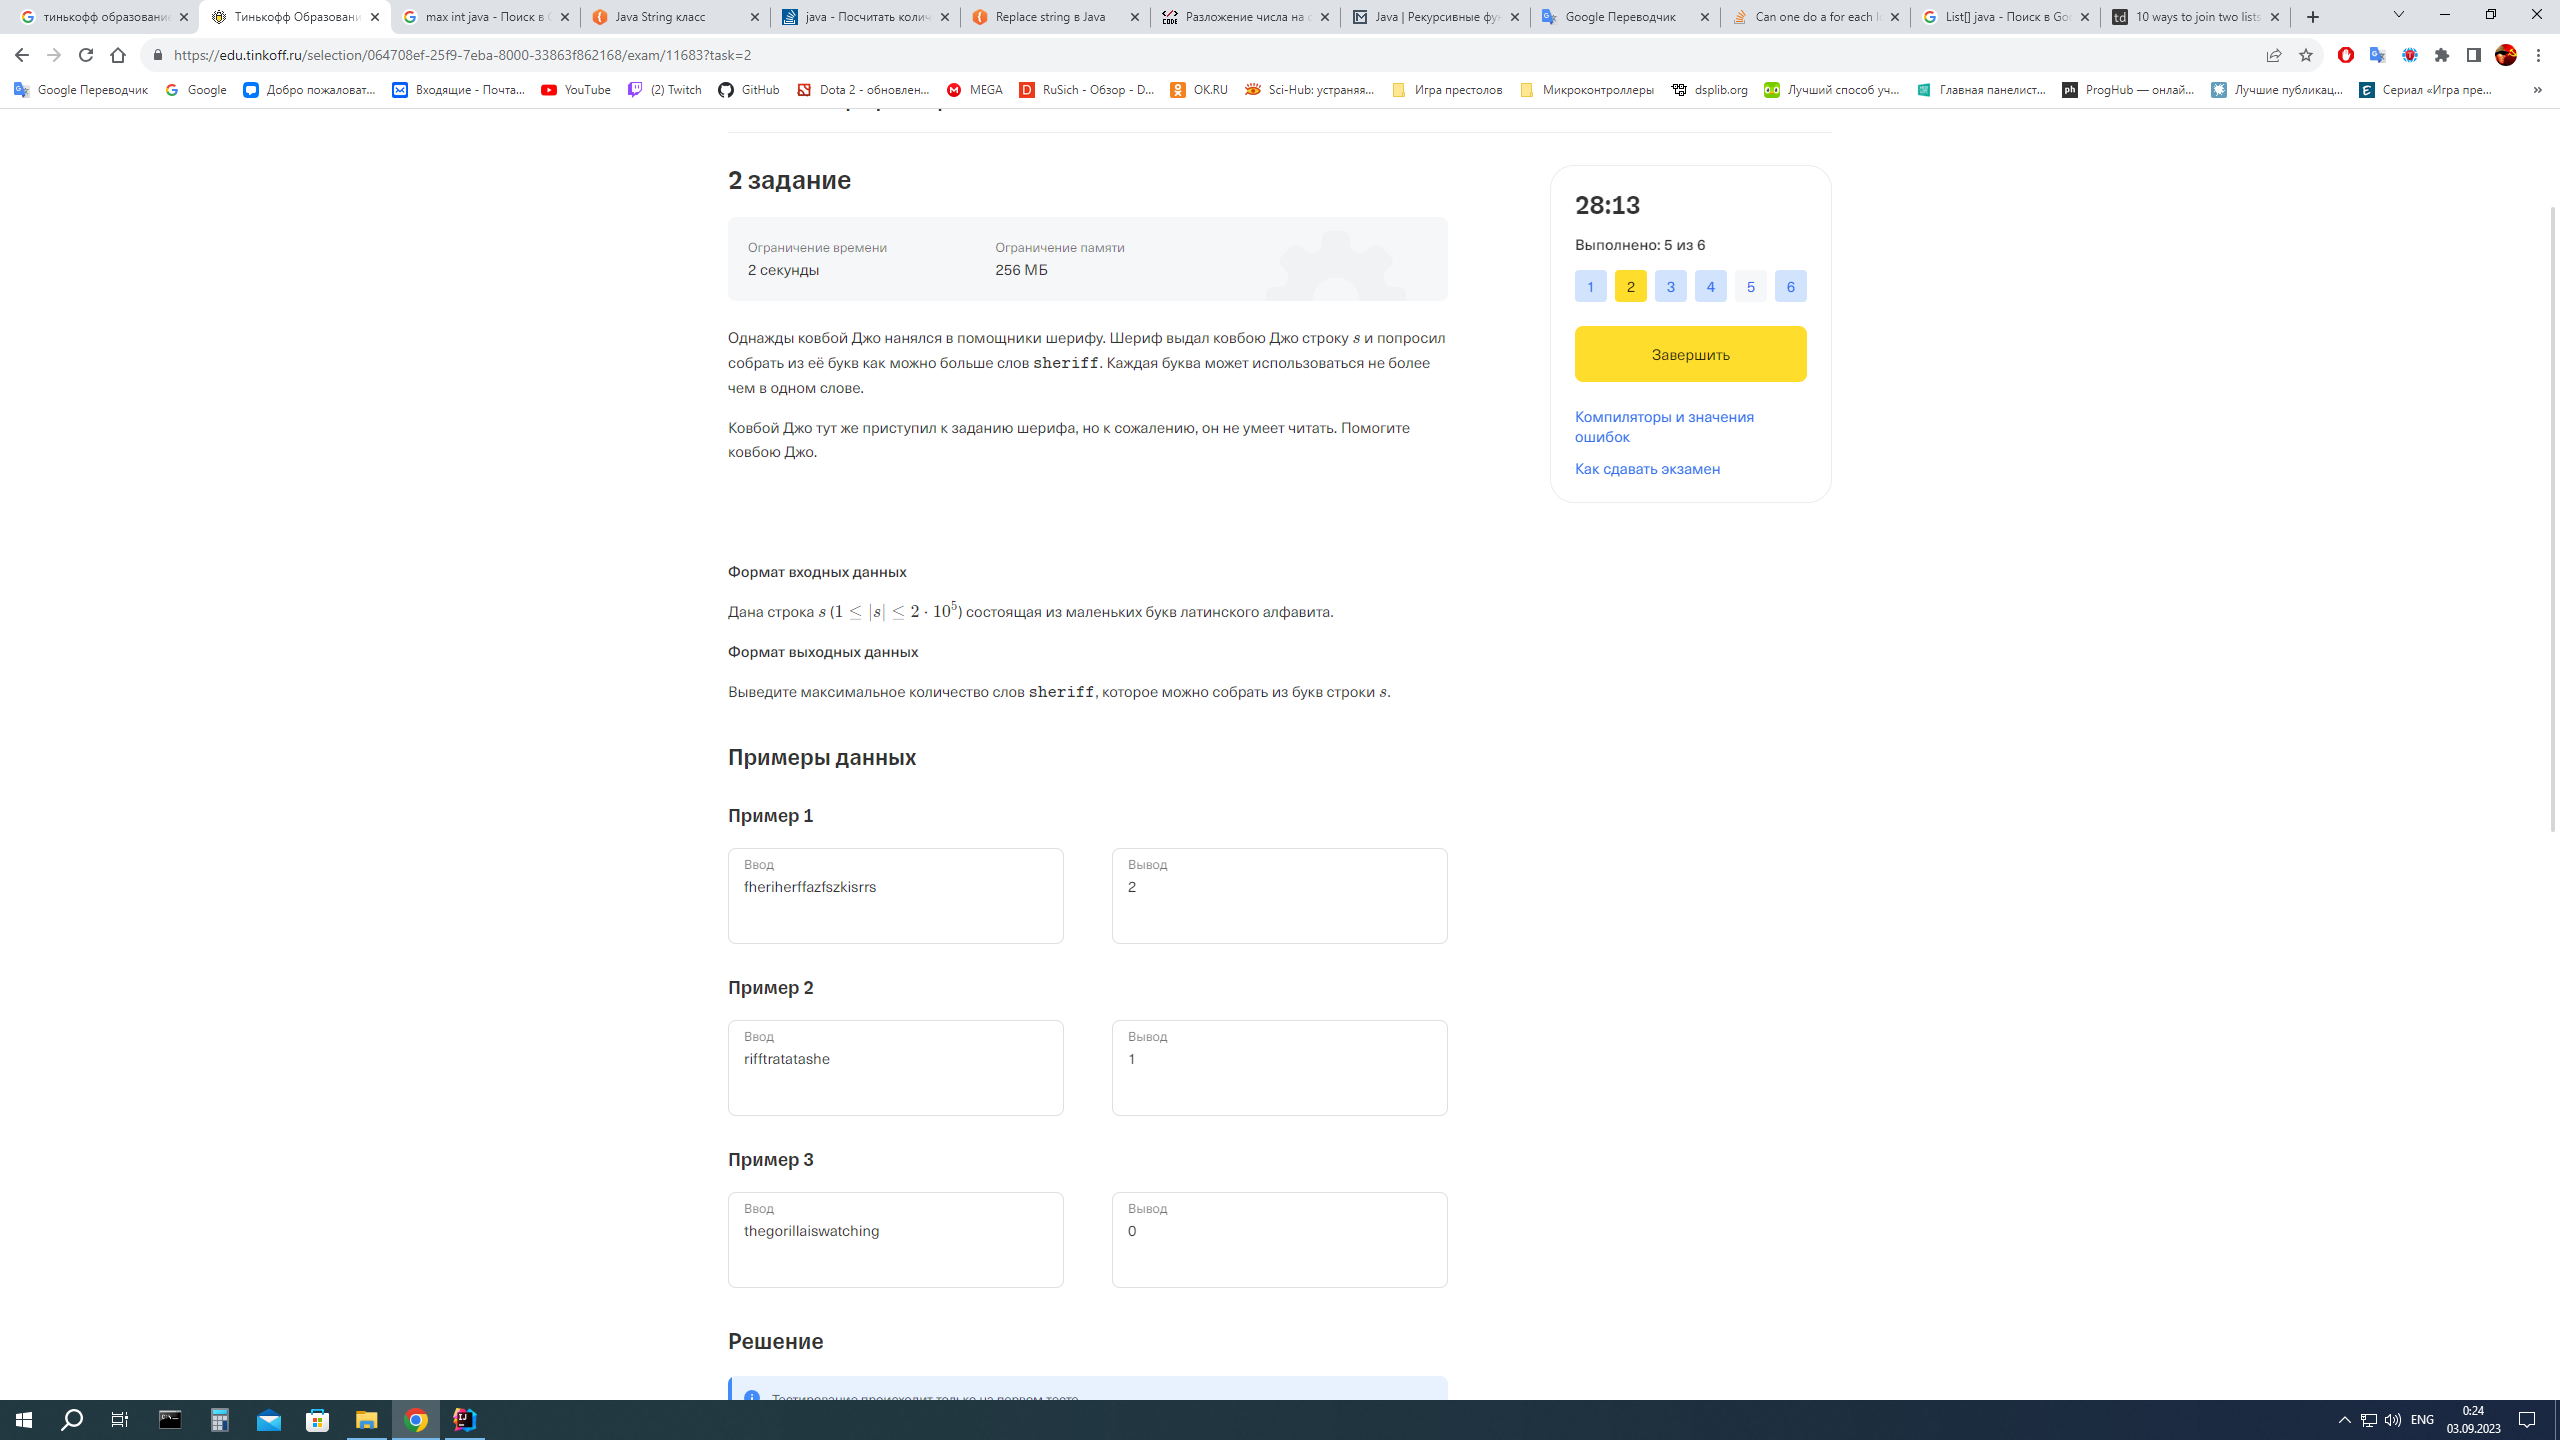 тинькофф образование
Тинькофф Образовани
max int java - Поиск в G
Java String класс
java - Посчитать колич
Replace string в Java
Разложение числа на с
Java | Рекурсивные фун
Google Переводчик
Can one do a for each lo
List[] java - Поиск в Goo
10 ways to join two lists
https://edu.tinkoff.ru/selection/064708ef-25f9-7eba-8000-33863f862168/exam/11683?task=2
Google Переводчик
Google
Добро пожаловат...
Входящие - Почта...
YouTube
(2) Twitch
GitHub
Dota 2 - обновлен...
MEGA
RuSich - Обзор - D...
OK.RU
Sci-Hub: устраняя...
Игра престолов
Микроконтроллеры
dsplib.org
Лучший способ уч...
Главная панелист...
ProgHub — онлай...
Лучшие публикац...
Сериал «Игра пре...
»
2 задание
Ограничение времени
2 секунды
Ограничение памяти
256 МБ
Однажды ковбой Джо нанялся в помощники шерифу. Шериф выдал ковбою Джо строку s и попросил
собрать из её букв как можно больше слов sheriff. Каждая буква может использоваться не более
чем в одном слове.
Ковбой Джо тут же приступил к заданию шерифа, но к сожалению, он не умеет читать. Помогите
ковбою Джо.
Формат входных данных
Дана строка s (1 ≤ |s| ≤ 2 · 10⁵) состоящая из маленьких букв латинского алфавита.
Формат выходных данных
Выведите максимальное количество слов sheriff, которое можно собрать из букв строки s.
Примеры данных
Пример 1
Ввод
fheriherffazfszkisrrs
Вывод
2
Пример 2
Ввод
rifftratatashe
Вывод
1
Пример 3
Ввод
thegorillaiswatching
Вывод
0
Решение
Тестирование происходит только на первом тесте
28:13
Выполнено: 5 из 6
1 2 3 4 5 6
Завершить
Компиляторы и значения
ошибок
Как сдавать экзамен
ENG
0:24
03.09.2023